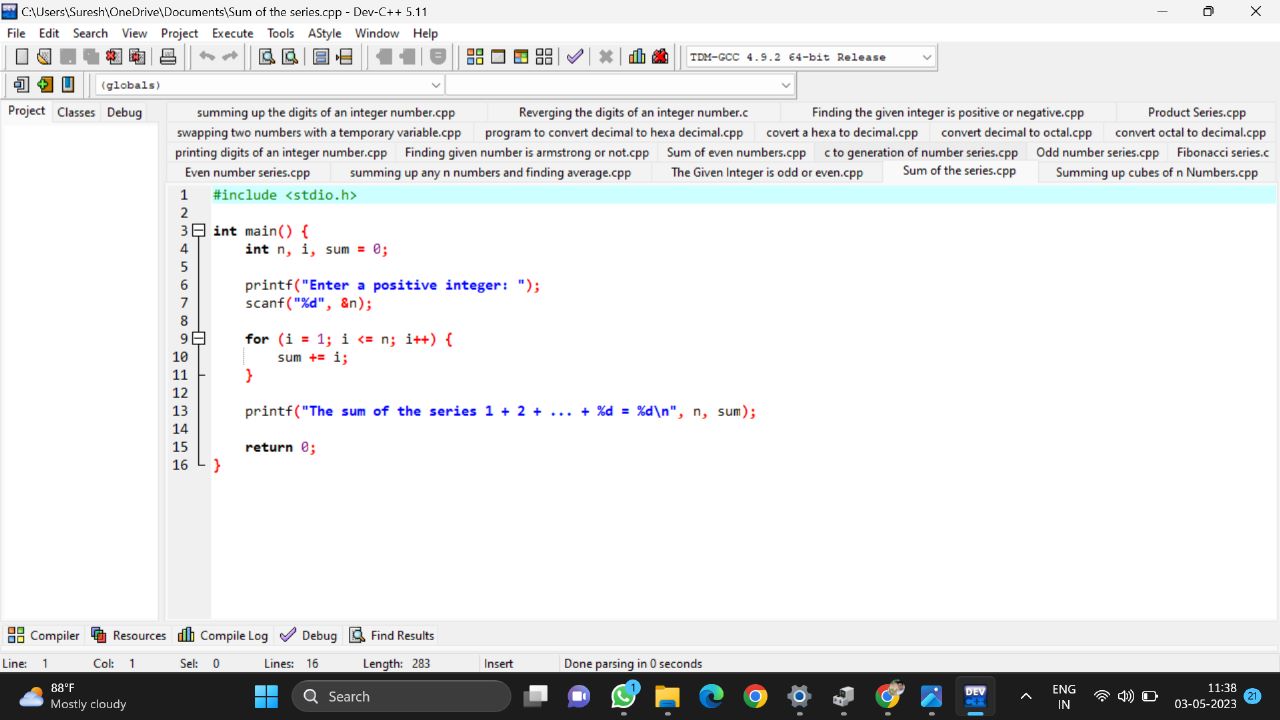 C:\Users\Suresh\OneDrive\Documents\Sum of the series.cpp - Dev-C++ 5.11
File Edit Search View Project Execute Tools AStyle Window Help
TDM-GCC 4.9.2 64-bit Release
(globals)
Project Classes Debug
summing up the digits of an integer number.cpp Reverging the digits of an integer number.c Finding the given integer is positive or negative.cpp Product Series.cpp
swapping two numbers with a temporary variable.cpp program to convert decimal to hexa decimal.cpp covert a hexa to decimal.cpp convert decimal to octal.cpp convert octal to decimal.cpp
printing digits of an integer number.cpp Finding given number is armstrong or not.cpp Sum of even numbers.cpp c to generation of number series.cpp Odd number series.cpp Fibonacci series.c
Even number series.cpp summing up any n numbers and finding average.cpp The Given Integer is odd or even.cpp Sum of the series.cpp Summing up cubes of n Numbers.cpp
1 #include <stdio.h>
2
3 int main() {
4 int n, i, sum = 0;
5
6 printf("Enter a positive integer: ");
7 scanf("%d", &n);
8
9 for (i = 1; i <= n; i++) {
10 sum += i;
11 }
12
13 printf("The sum of the series 1 + 2 + ... + %d = %d\n", n, sum);
14
15 return 0;
16 }
Compiler Resources Compile Log Debug Find Results
Line: 1 Col: 1 Sel: 0 Lines: 16 Length: 283 Insert Done parsing in 0 seconds
88°F
Mostly cloudy
Search
1
DEV
C++
ENG
IN
11:38
03-05-2023
21